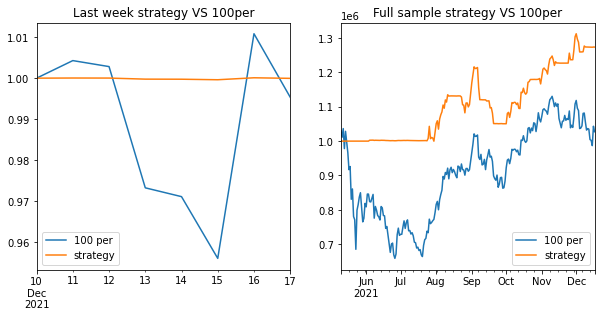 Last week strategy VS 100per
1.01
1.00
0.99
0.98
0.97
0.96
100 per
strategy
10 11 12 13 14 15 16 17
Dec
2021
Full sample strategy VS 100per
1e6
1.3
1.2
1.1
1.0
0.9
0.8
0.7
100 per
strategy
Jun Jul Aug Sep Oct Nov Dec
2021